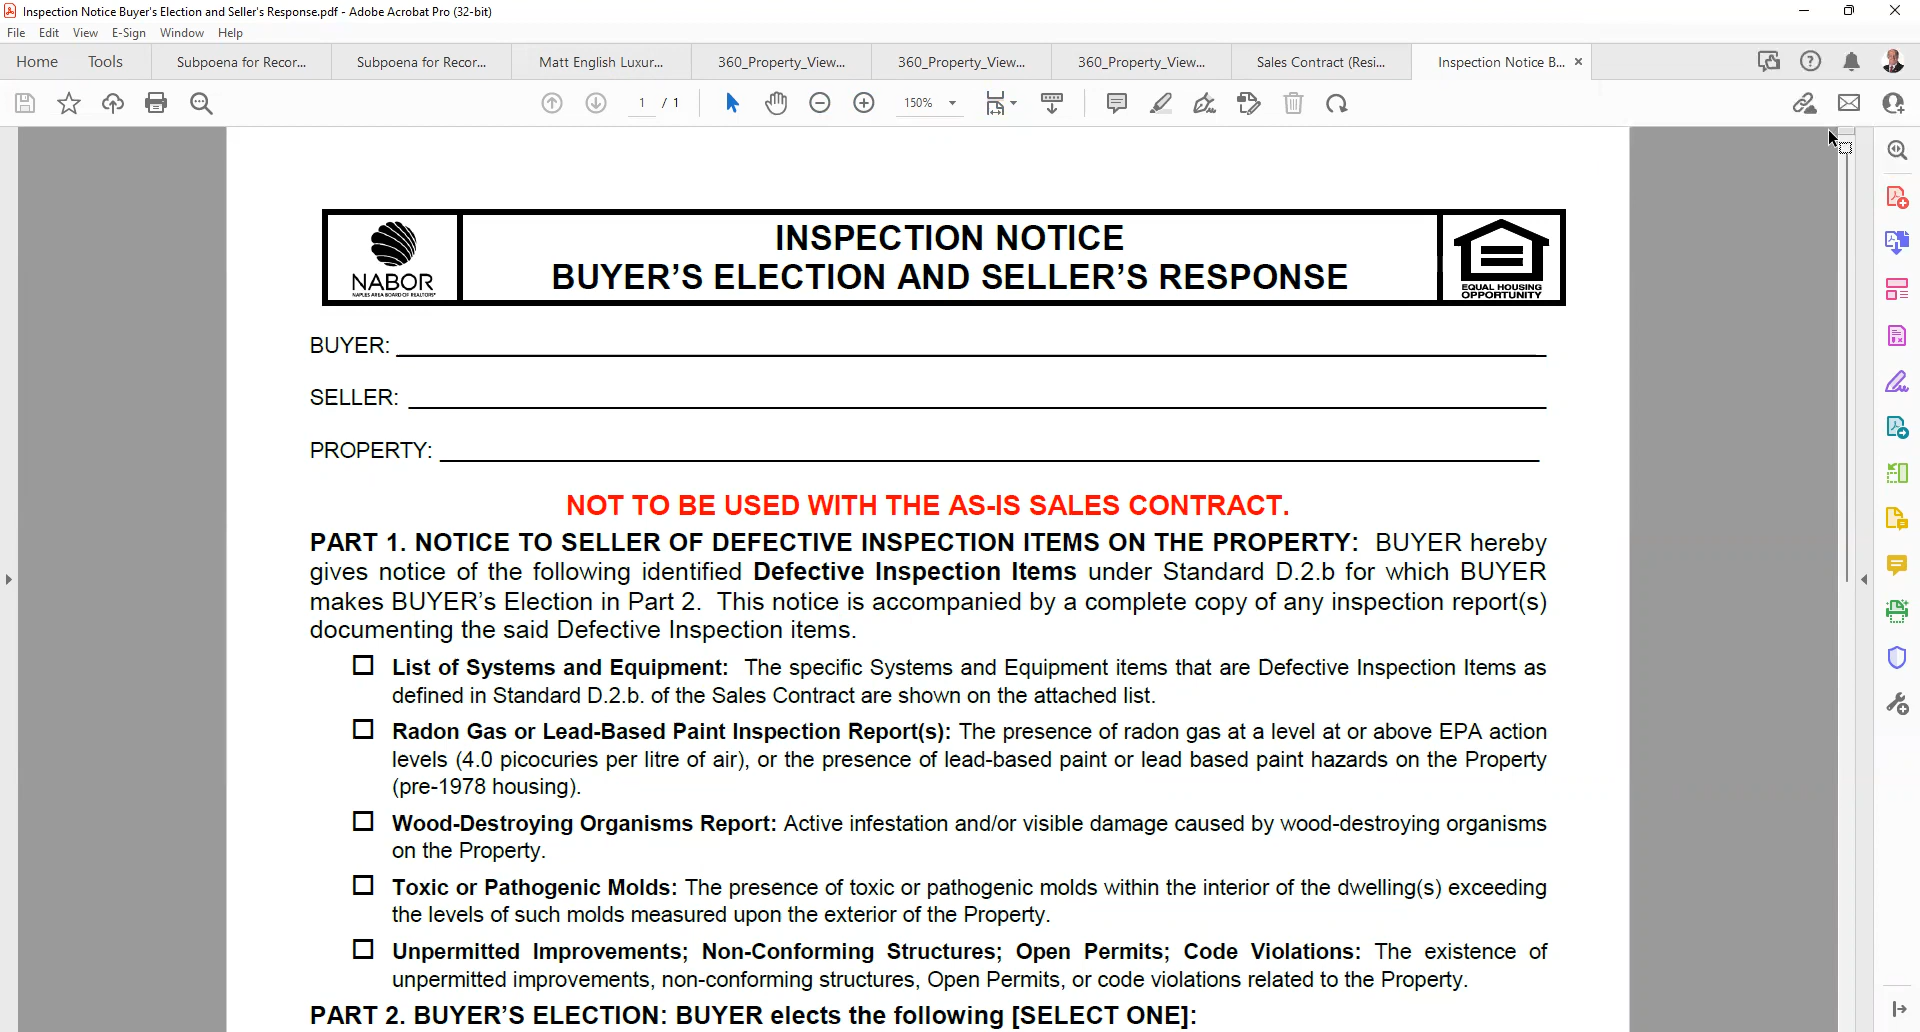 Inspection Notice Buyer's Election and Seller's Response.pdf - Adobe Acrobat Pro (32-bit)
File Edit View E-Sign Window Help
Home Tools Subpoena for Recor... Subpoena for Recor... Matt English Luxur... 360_Property_View... 360_Property_View... 360_Property_View... Sales Contract (Resi... Inspection Notice B...
1 / 1 150%
INSPECTION NOTICE
BUYER'S ELECTION AND SELLER'S RESPONSE
NABOR
NAPLES AREA BOARD OF REALTORS®
EQUAL HOUSING
OPPORTUNITY
BUYER:
SELLER:
PROPERTY:
NOT TO BE USED WITH THE AS-IS SALES CONTRACT.
PART 1. NOTICE TO SELLER OF DEFECTIVE INSPECTION ITEMS ON THE PROPERTY: BUYER hereby
gives notice of the following identified Defective Inspection Items under Standard D.2.b for which BUYER
makes BUYER'S Election in Part 2. This notice is accompanied by a complete copy of any inspection report(s)
documenting the said Defective Inspection items.
☐ List of Systems and Equipment: The specific Systems and Equipment items that are Defective Inspection Items as
defined in Standard D.2.b. of the Sales Contract are shown on the attached list.
☐ Radon Gas or Lead-Based Paint Inspection Report(s): The presence of radon gas at a level at or above EPA action
levels (4.0 picocuries per litre of air), or the presence of lead-based paint or lead based paint hazards on the Property
(pre-1978 housing).
☐ Wood-Destroying Organisms Report: Active infestation and/or visible damage caused by wood-destroying organisms
on the Property.
☐ Toxic or Pathogenic Molds: The presence of toxic or pathogenic molds within the interior of the dwelling(s) exceeding
the levels of such molds measured upon the exterior of the Property.
☐ Unpermitted Improvements; Non-Conforming Structures; Open Permits; Code Violations: The existence of
unpermitted improvements, non-conforming structures, Open Permits, or code violations related to the Property.
PART 2. BUYER'S ELECTION: BUYER elects the following [SELECT ONE]: